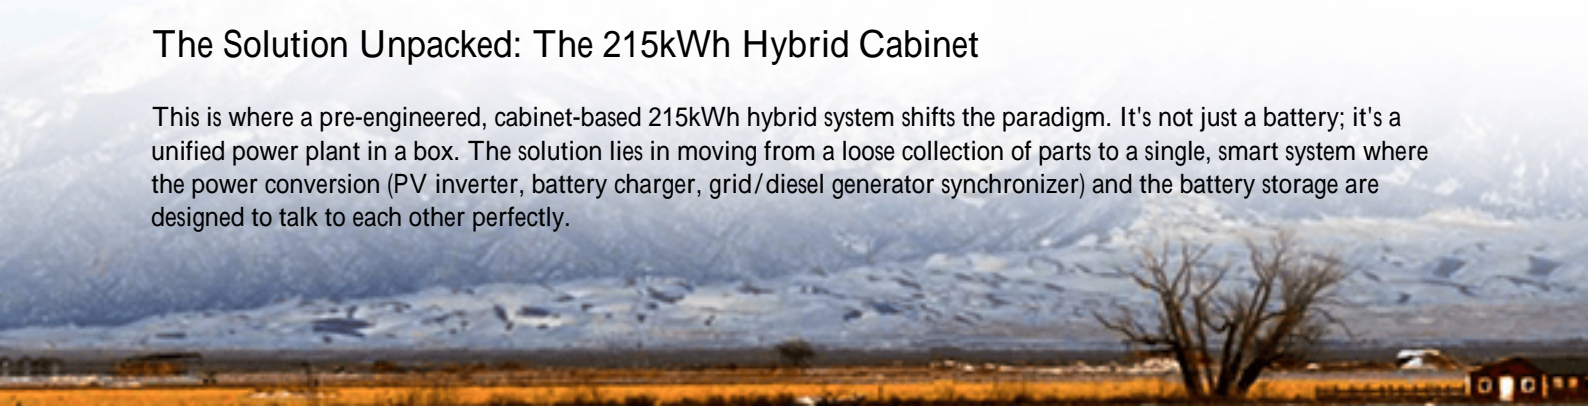 The Solution Unpacked: The 215kWh Hybrid Cabinet
This is where a pre-engineered, cabinet-based 215kWh hybrid system shifts the paradigm. It's not just a battery; it's a
unified power plant in a box. The solution lies in moving from a loose collection of parts to a single, smart system where
the power conversion (PV inverter, battery charger, grid/diesel generator synchronizer) and the battery storage are
designed to talk to each other perfectly.